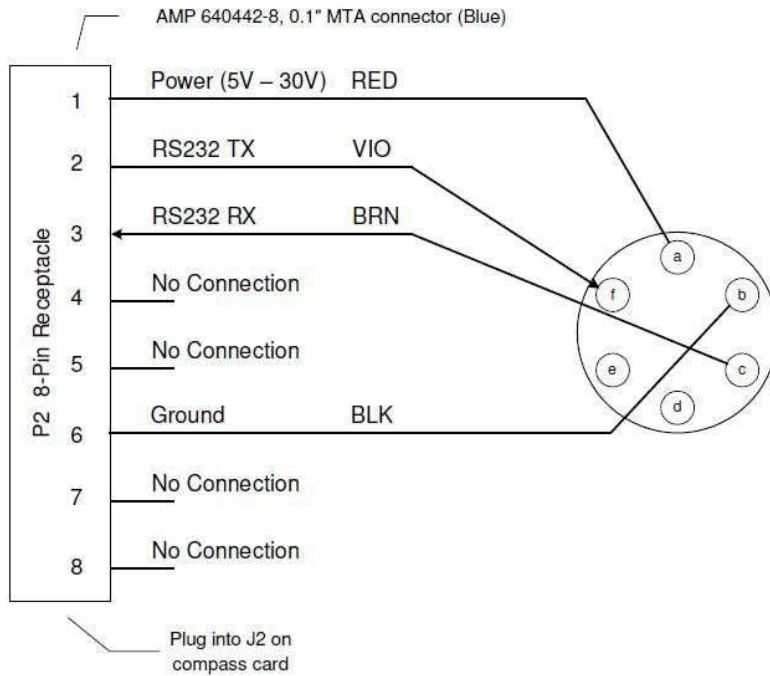 AMP 640442-8, 0.1" MTA connector (Blue)
P2 8-Pin Receptacle
1 Power (5V – 30V) RED
2 RS232 TX VIO
3 RS232 RX BRN
4 No Connection
5 No Connection
6 Ground BLK
7 No Connection
8 No Connection
a
b
c
d
e
f
Plug into J2 on
compass card